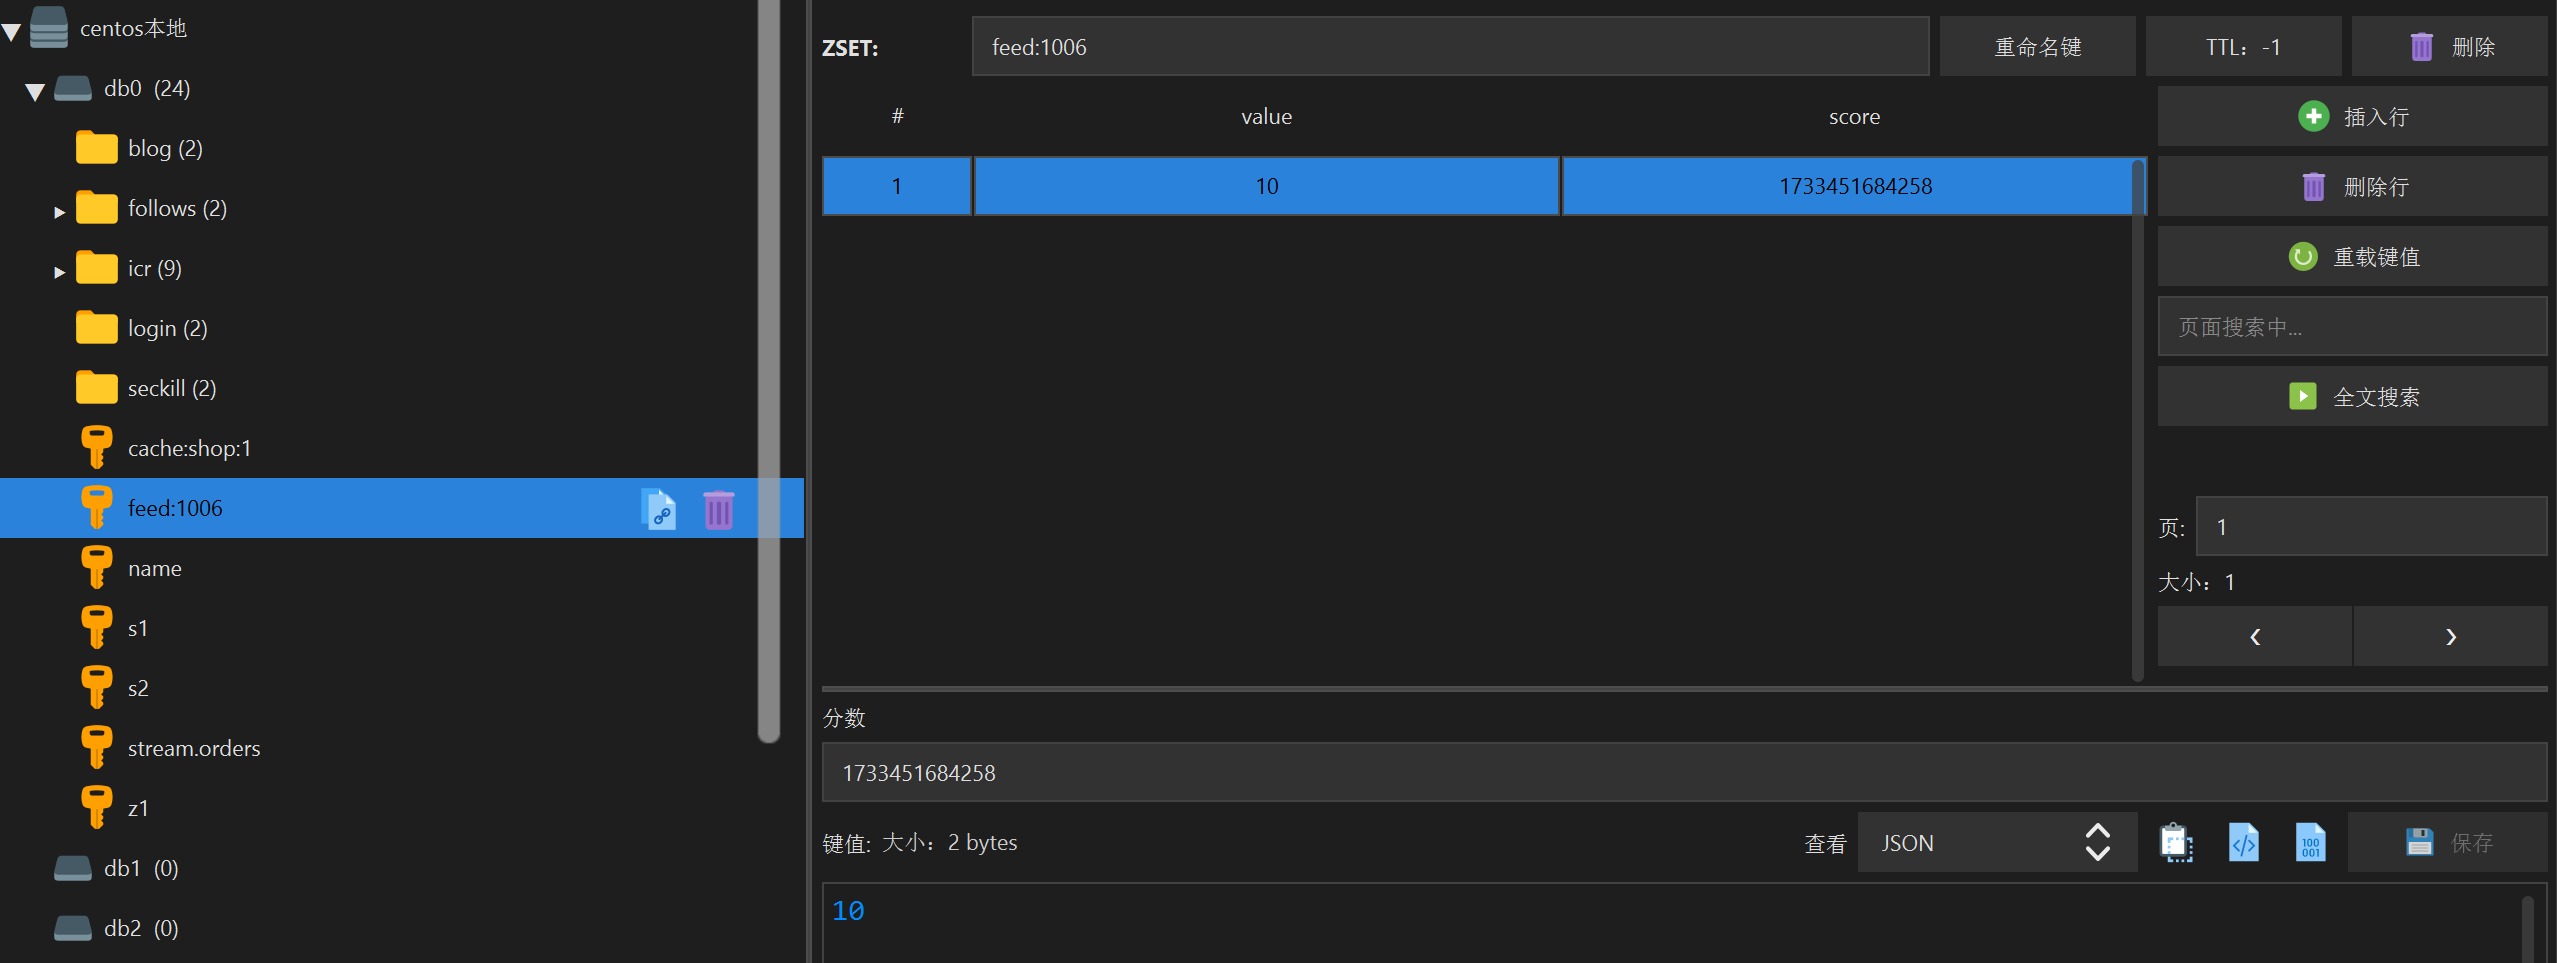 centos本地
db0 (24)
blog (2)
follows (2)
icr (9)
login (2)
seckill (2)
cache:shop:1
feed:1006
name
s1
s2
stream.orders
z1
db1 (0)
db2 (0)
ZSET: feed:1006 重命名键 TTL：-1 删除
# value score
1 10 1733451684258
插入行
删除行
重载键值
页面搜索中...
全文搜索
页: 1
大小：1
‹ ›
分数
1733451684258
键值: 大小：2 bytes 查看 JSON 100 001 保存
10